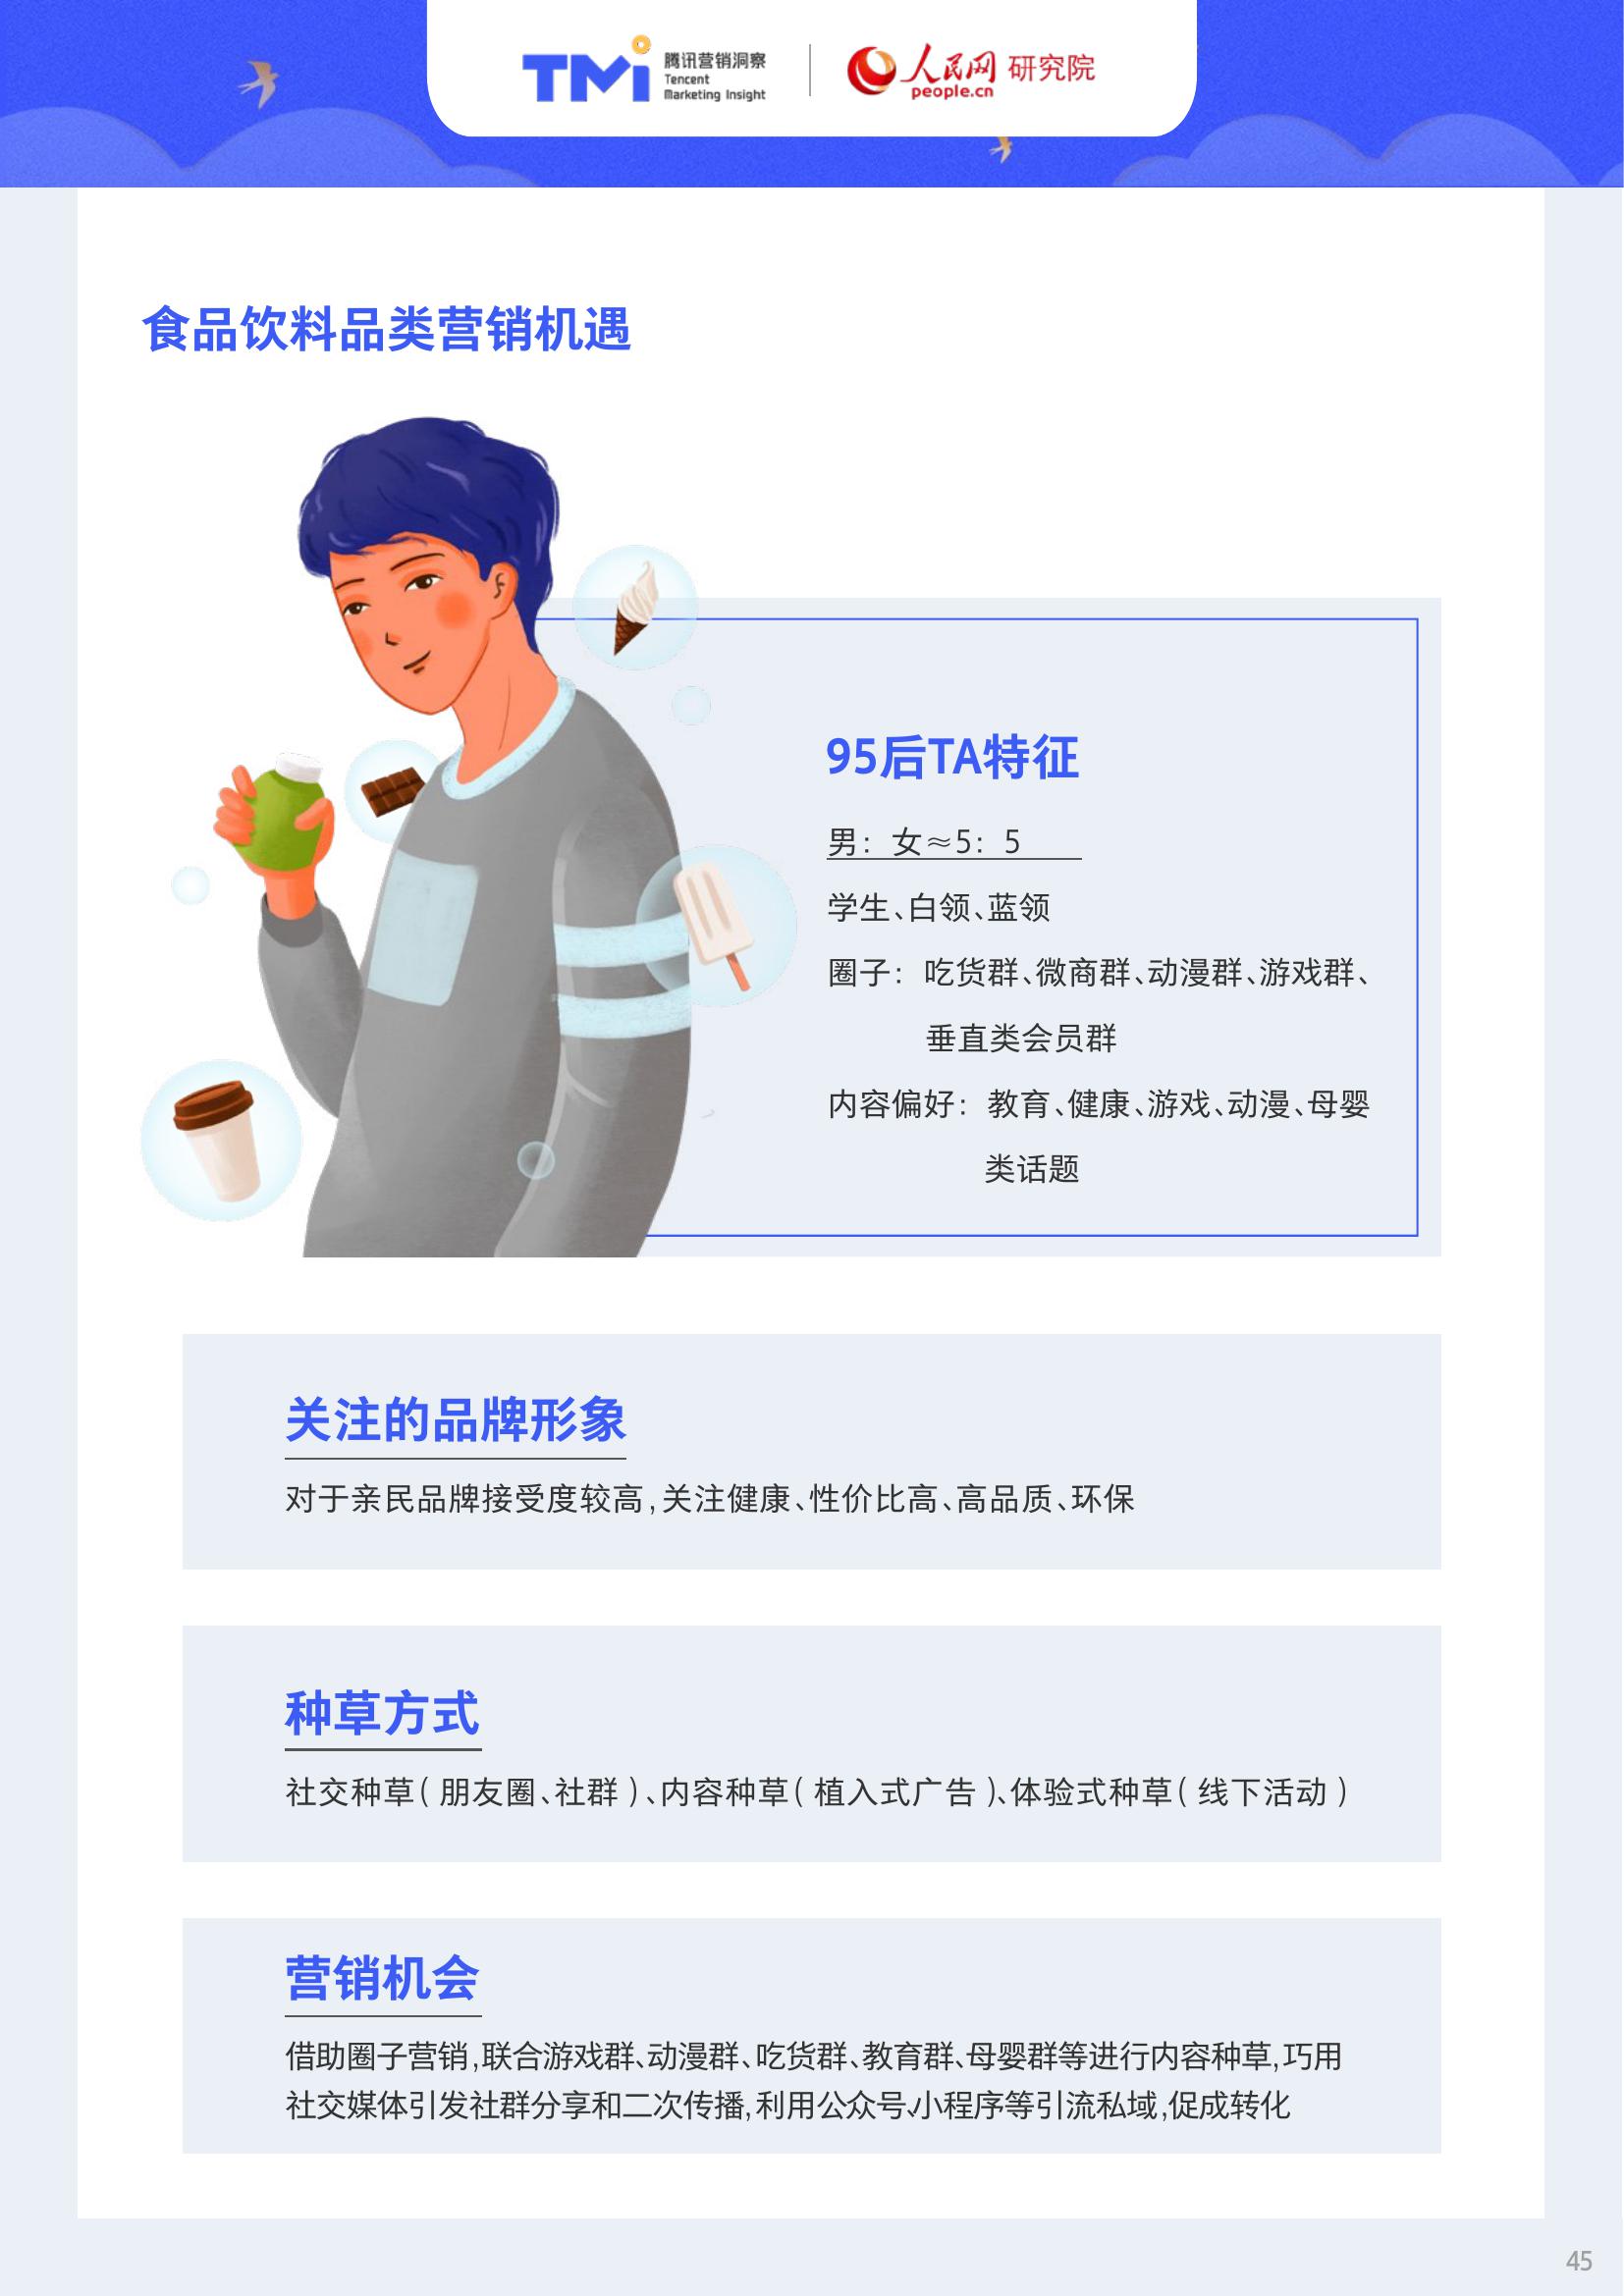 TMi 腾讯营销洞察
Tencent
Marketing Insight
人民网 研究院
people.cn
食品饮料品类营销机遇
95后TA特征
男：女≈5：5
学生、白领、蓝领
圈子：吃货群、微商群、动漫群、游戏群、
垂直类会员群
内容偏好：教育、健康、游戏、动漫、母婴
类话题
关注的品牌形象
对于亲民品牌接受度较高,关注健康、性价比高、高品质、环保
种草方式
社交种草(朋友圈、社群)、内容种草(植入式广告)、体验式种草(线下活动)
营销机会
借助圈子营销,联合游戏群、动漫群、吃货群、教育群、母婴群等进行内容种草,巧用
社交媒体引发社群分享和二次传播,利用公众号、小程序等引流私域,促成转化
45